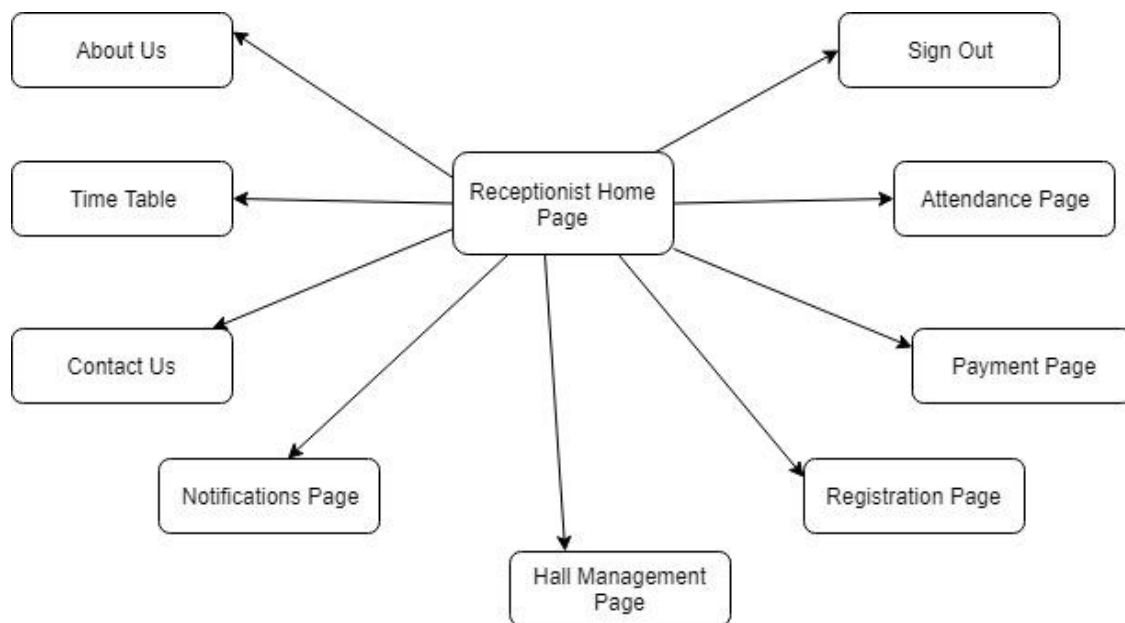 About Us
Sign Out
Receptionist Home
Page
Time Table
Attendance Page
Contact Us
Payment Page
Notifications Page
Registration Page
Hall Management
Page